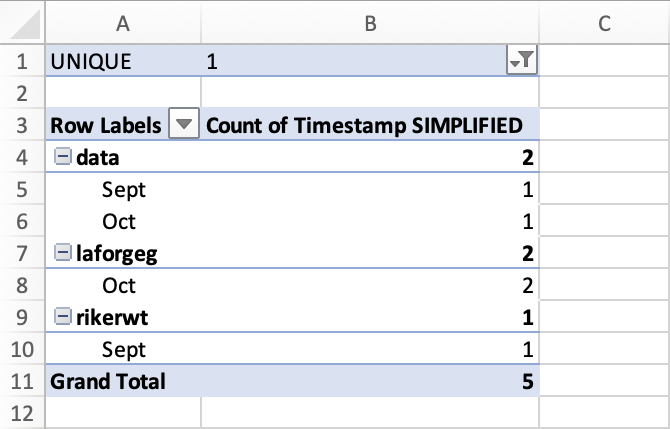 A B C
1 UNIQUE 1
2
3 Row Labels Count of Timestamp SIMPLIFIED
4 data 2
5 Sept 1
6 Oct 1
7 laforgeg 2
8 Oct 2
9 rikerwt 1
10 Sept 1
11 Grand Total 5
12